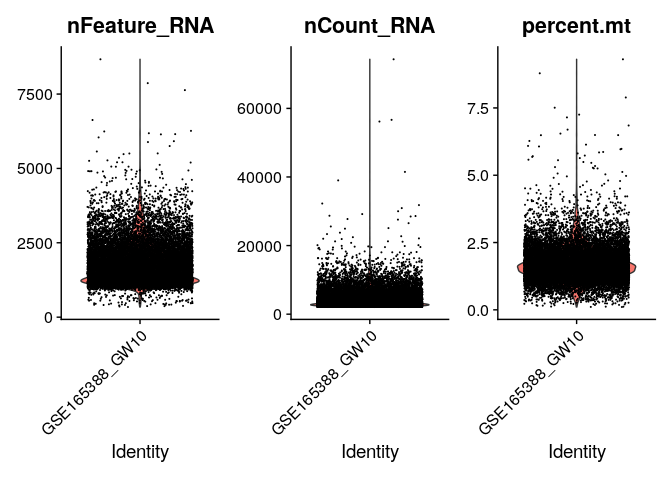 nFeature_RNA
7500
5000
2500
0
GSE165388_GW10
Identity
nCount_RNA
60000
40000
20000
0
GSE165388_GW10
Identity
percent.mt
7.5
5.0
2.5
0.0
GSE165388_GW10
Identity